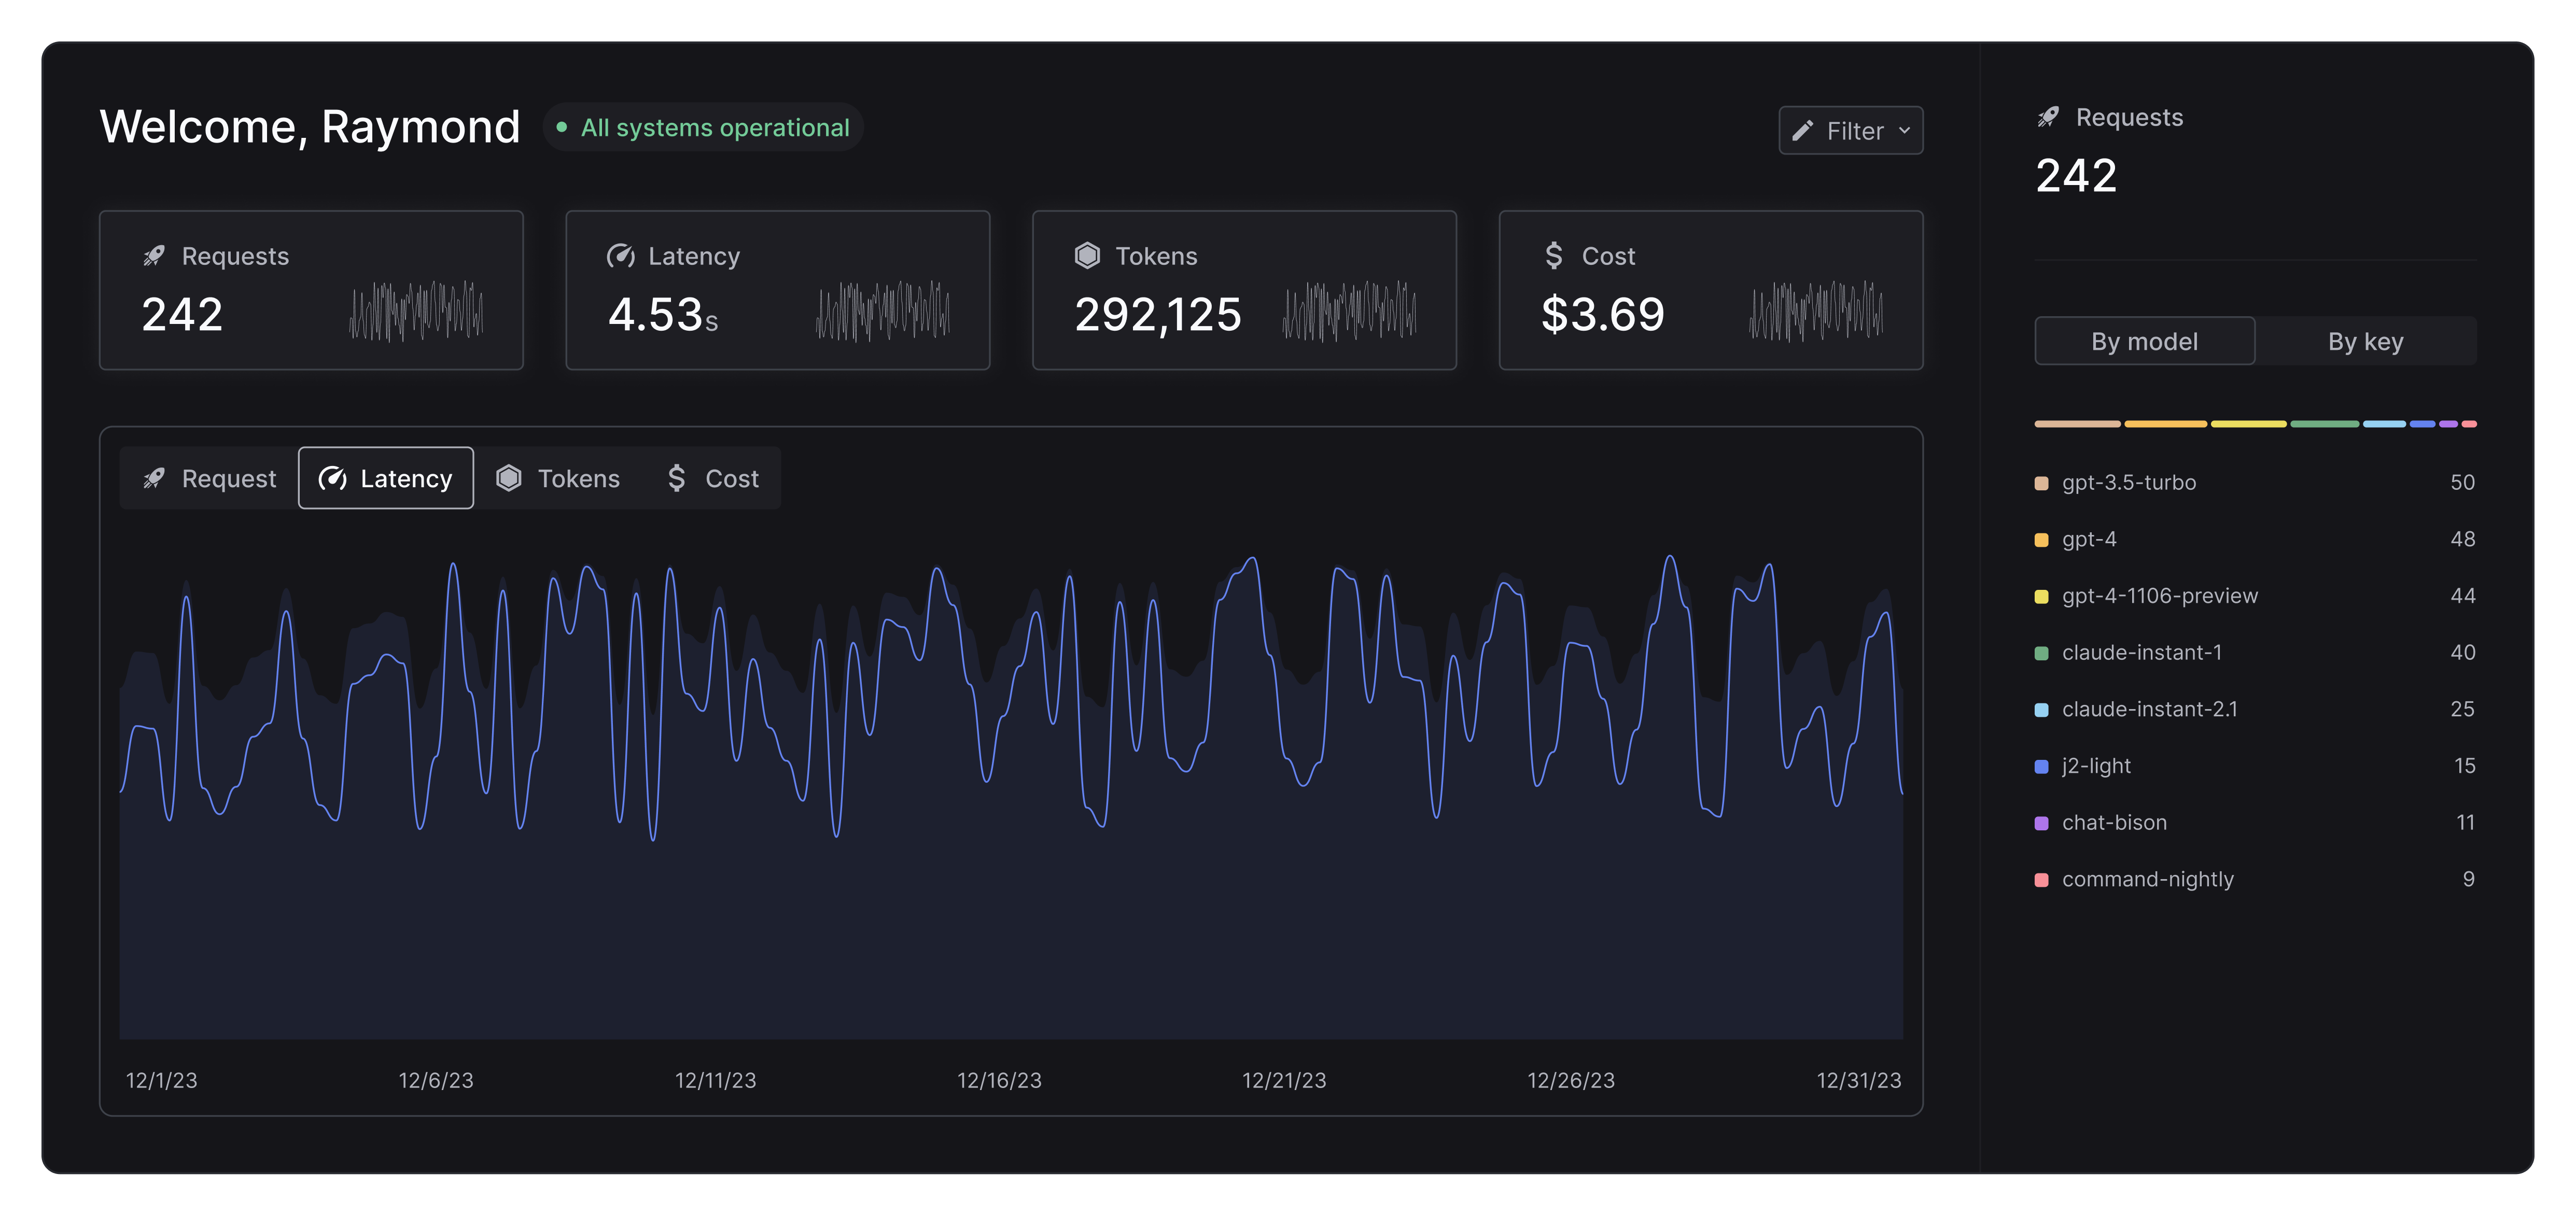 Welcome, Raymond
All systems operational
Filter
Requests
242
Latency
4.53s
Tokens
292,125
Cost
$3.69
Request
Latency
Tokens
Cost
12/1/23 12/6/23 12/11/23 12/16/23 12/21/23 12/26/23 12/31/23
Requests
242
By model By key
gpt-3.5-turbo 50
gpt-4 48
gpt-4-1106-preview 44
claude-instant-1 40
claude-instant-2.1 25
j2-light 15
chat-bison 11
command-nightly 9